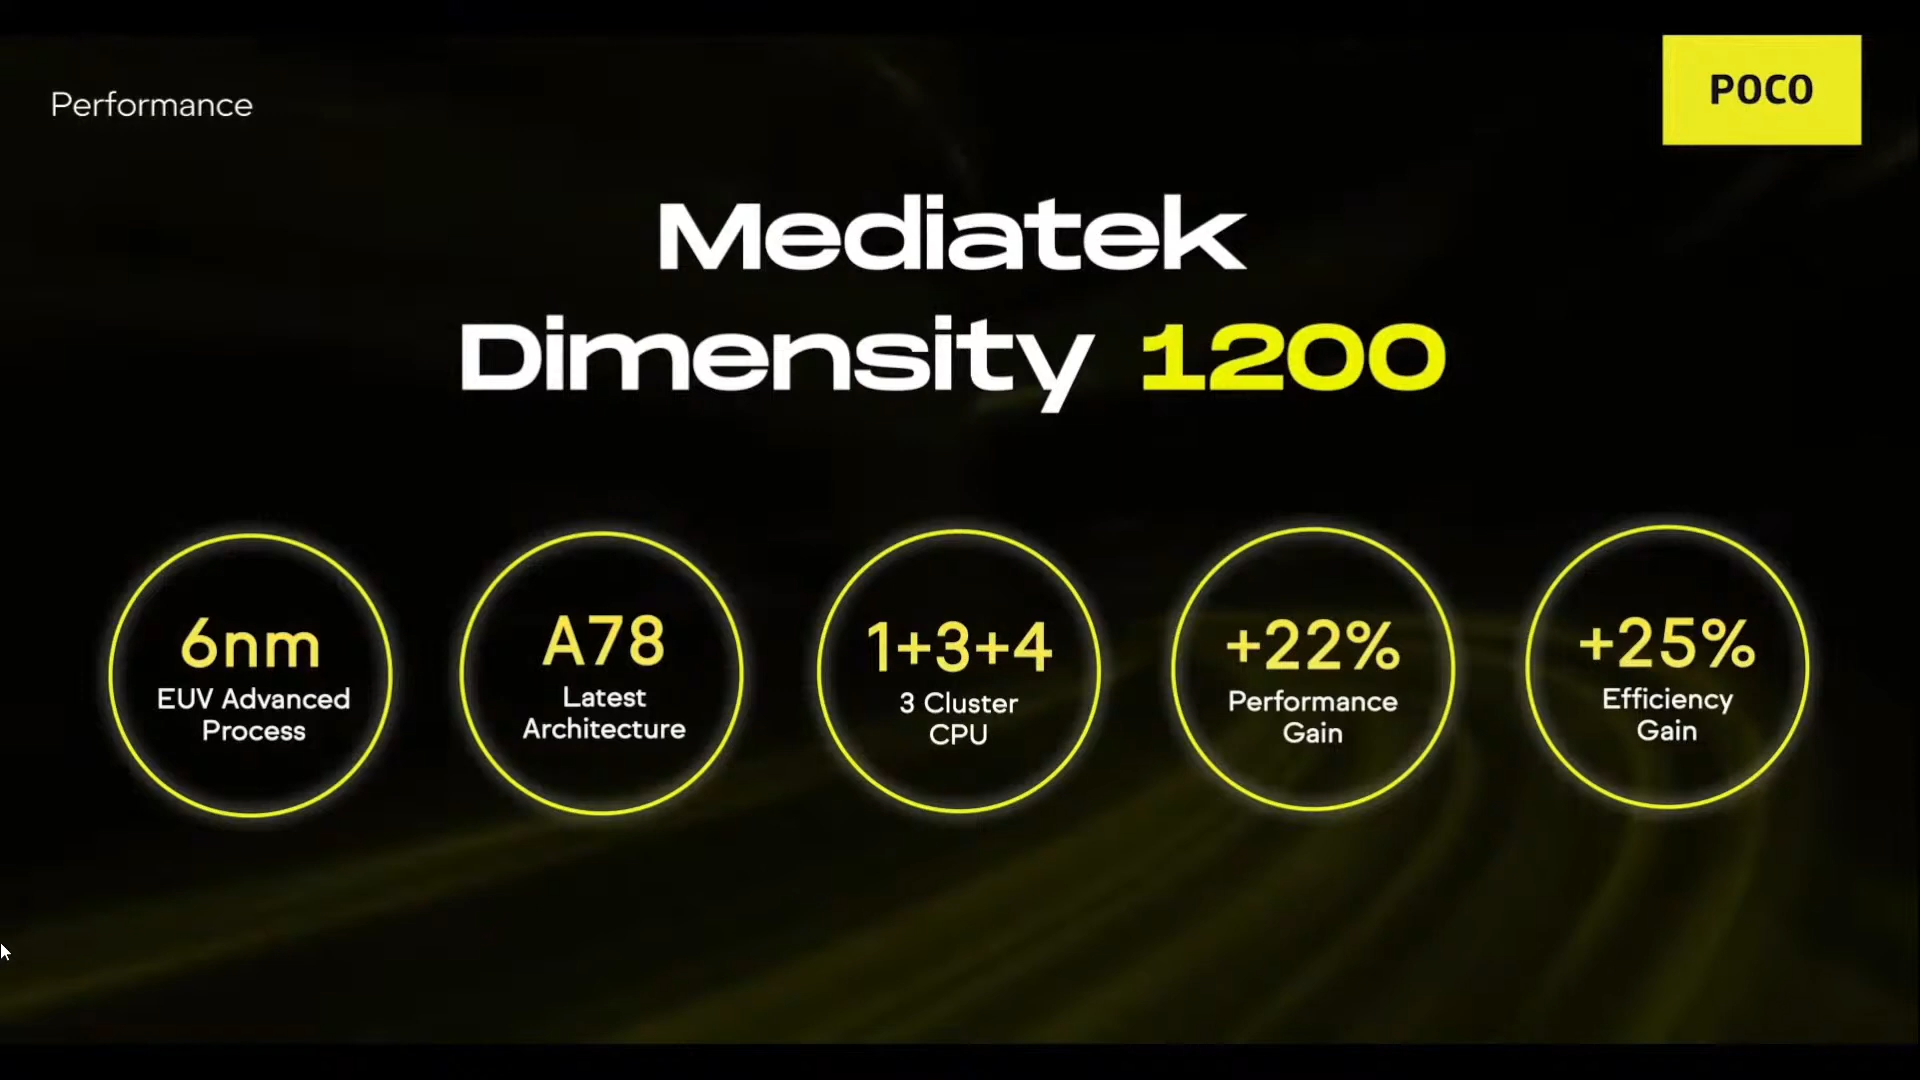 Performance
POCO
Mediatek
Dimensity 1200
6nm
EUV Advanced
Process
A78
Latest
Architecture
1+3+4
3 Cluster
CPU
+22%
Performance
Gain
+25%
Efficiency
Gain